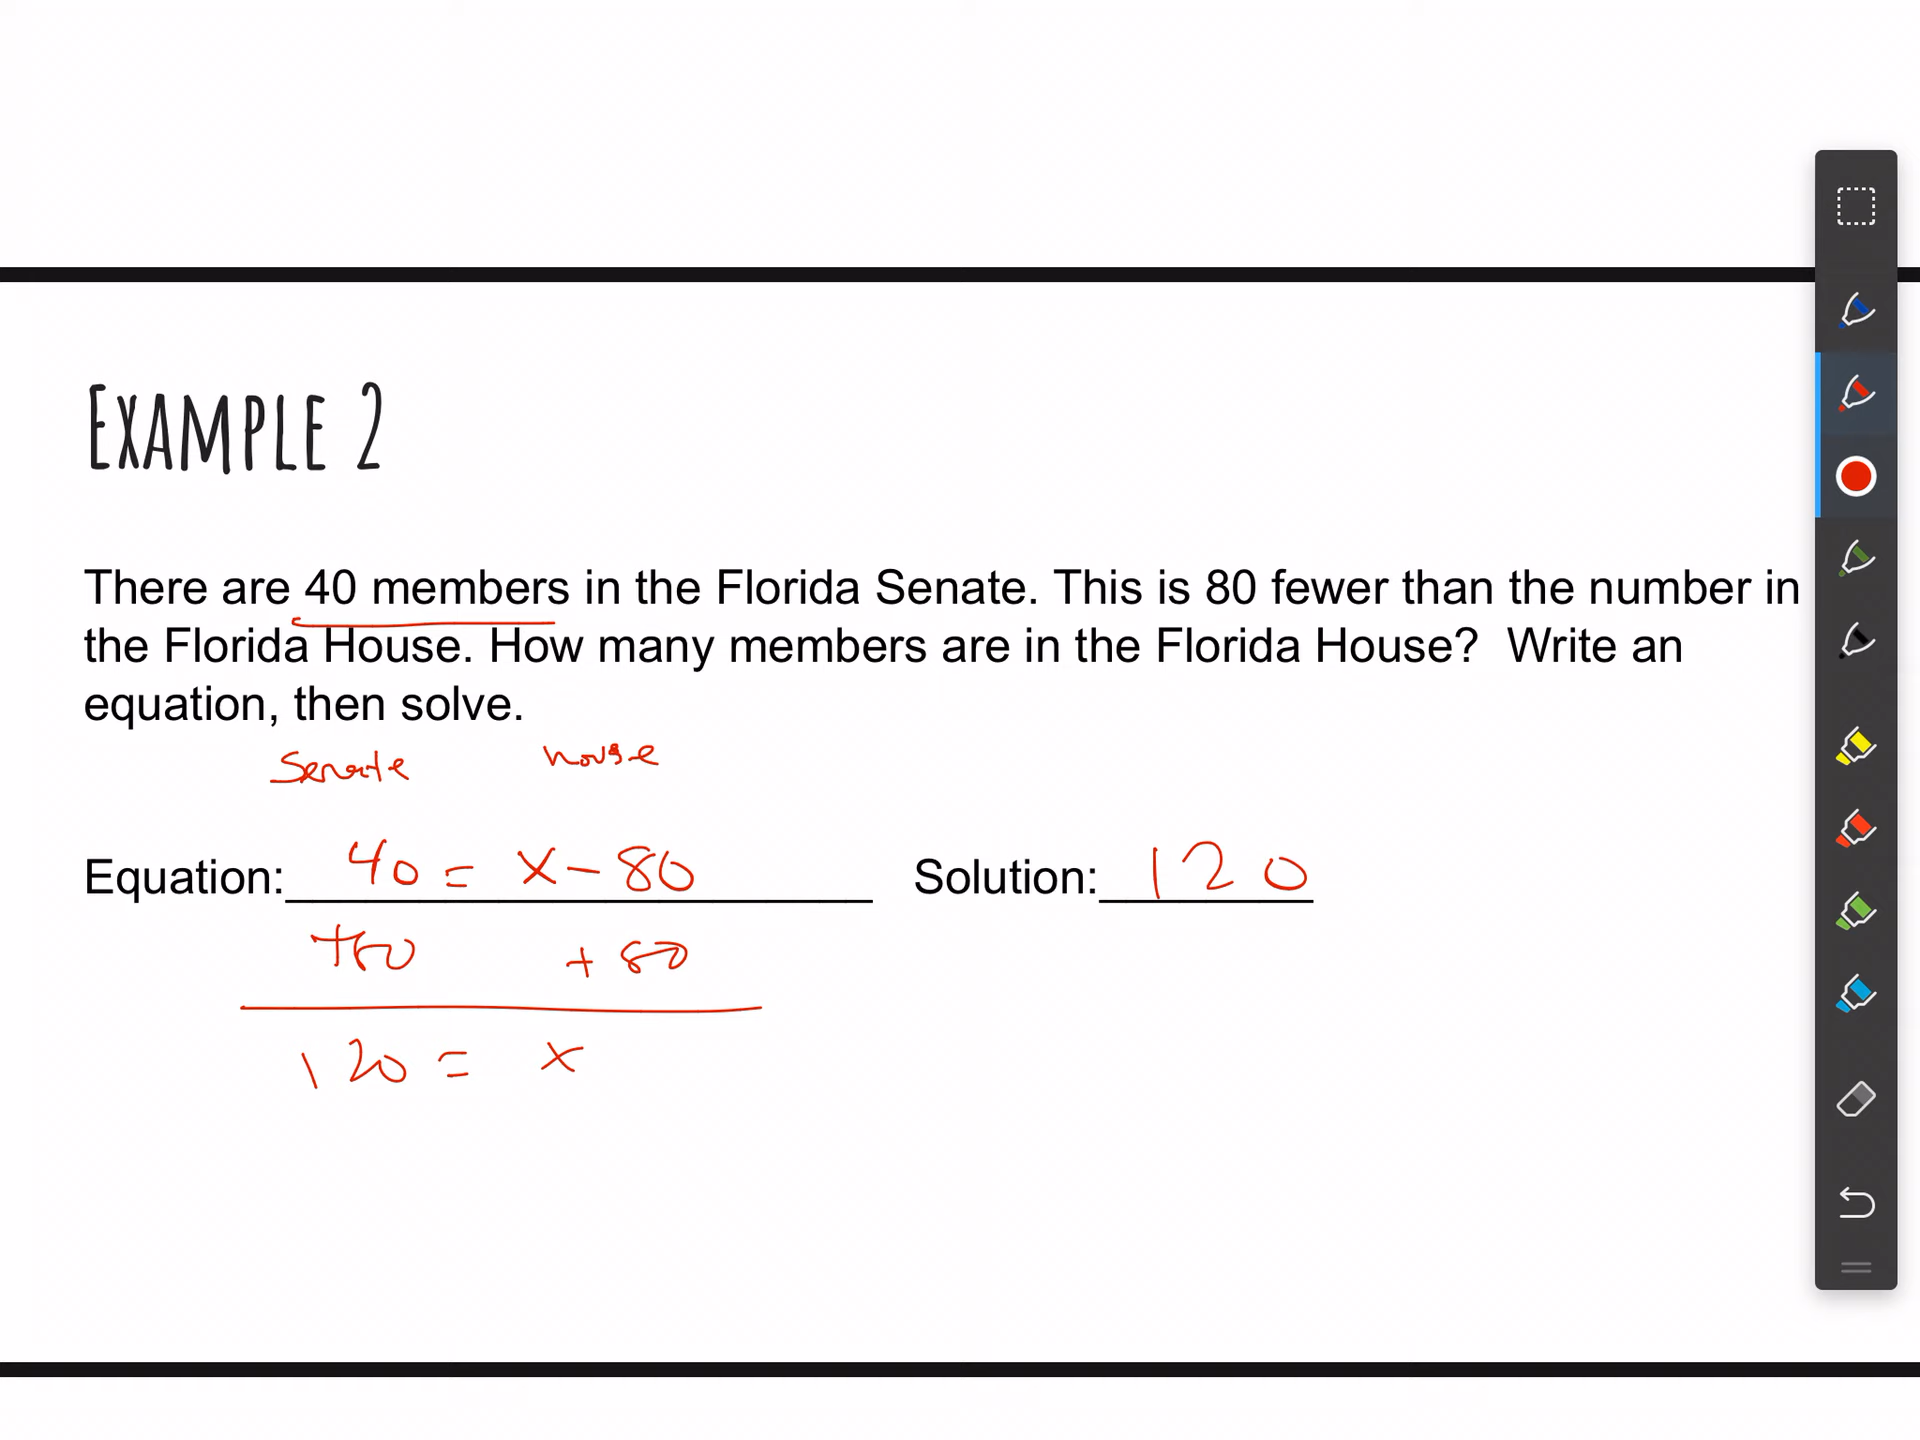 EXAMPLE 2
There are 40 members in the Florida Senate. This is 80 fewer than the number in
the Florida House. How many members are in the Florida House? Write an
equation, then solve.
Senate house
Equation: 40 = x - 80 Solution: 120
+80 + 80
120 = x